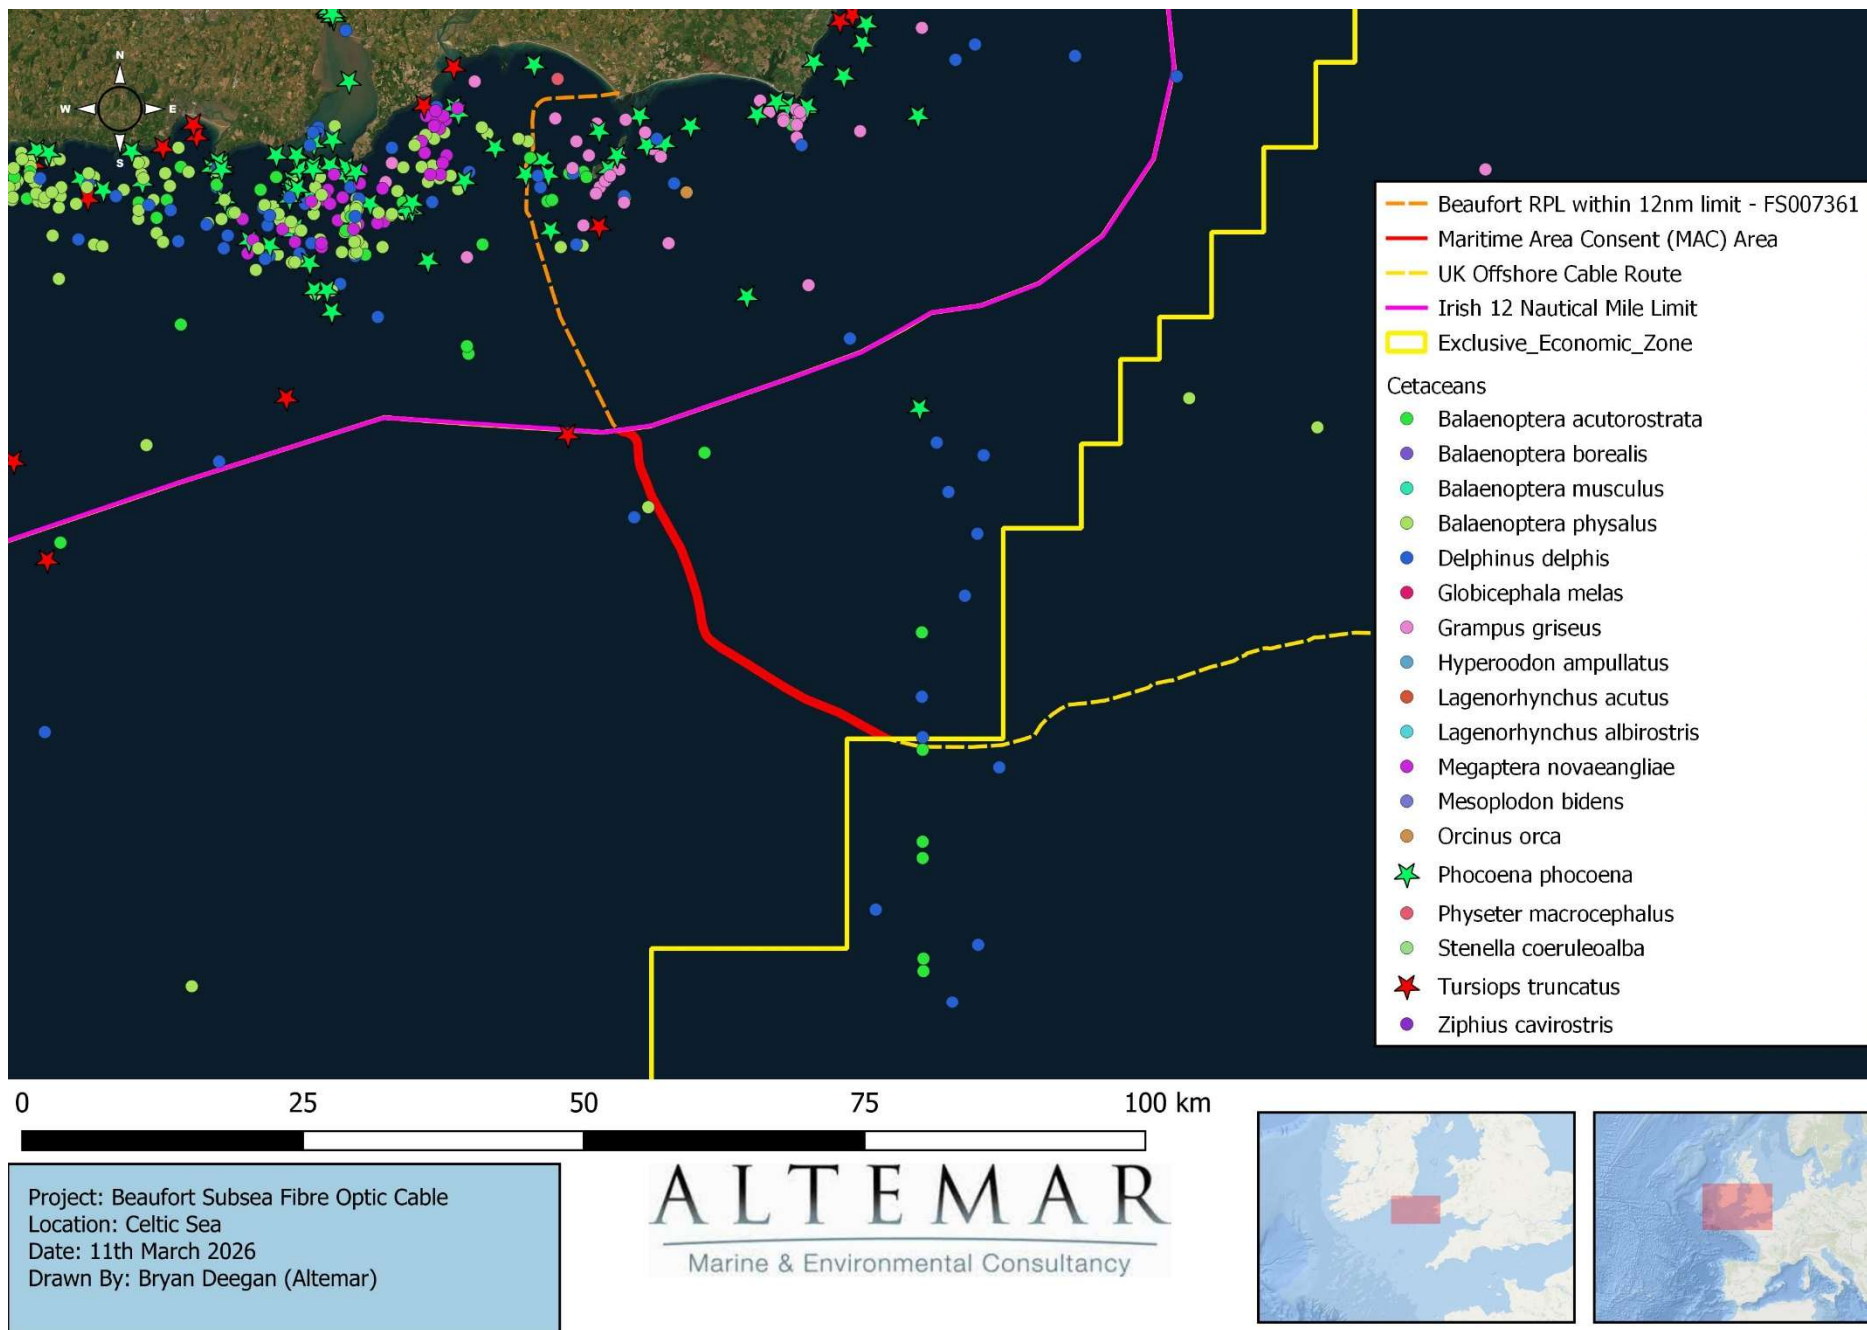 N
W
E
S
Beaufort RPL within 12nm limit - FS007361
Maritime Area Consent (MAC) Area
UK Offshore Cable Route
Irish 12 Nautical Mile Limit
Exclusive_Economic_Zone
Cetaceans
Balaenoptera acutorostrata
Balaenoptera borealis
Balaenoptera musculus
Balaenoptera physalus
Delphinus delphis
Globicephala melas
Grampus griseus
Hyperoodon ampullatus
Lagenorhynchus acutus
Lagenorhynchus albirostris
Megaptera novaeangliae
Mesoplodon bidens
Orcinus orca
Phocoena phocoena
Physeter macrocephalus
Stenella coeruleoalba
Tursiops truncatus
Ziphius cavirostris
0 25 50 75 100 km
Project: Beaufort Subsea Fibre Optic Cable
Location: Celtic Sea
Date: 11th March 2026
Drawn By: Bryan Deegan (Altemar)
ALTEMAR
Marine & Environmental Consultancy